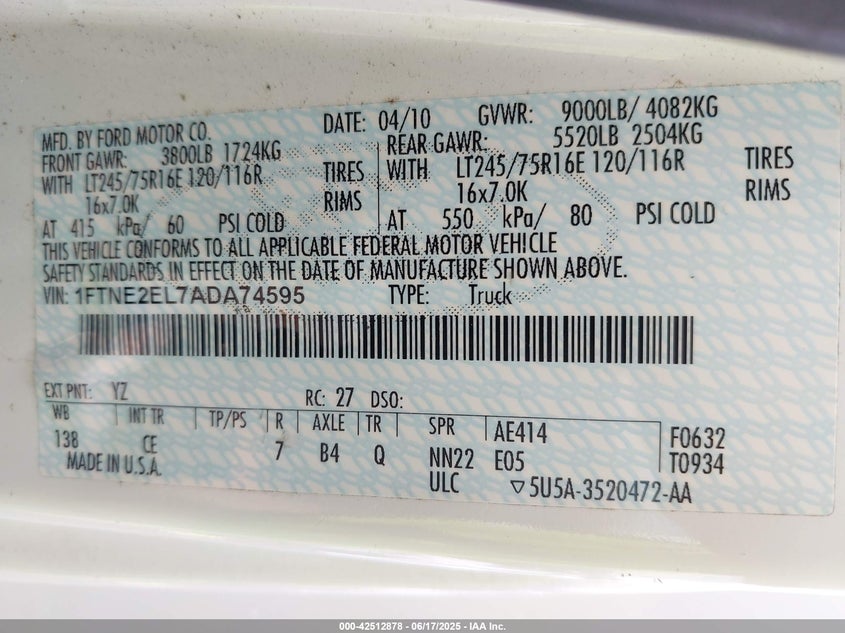 MFD. BY FORD MOTOR CO. DATE: 04/10 GVWR: 9000LB/ 4082KG
FRONT GAWR: 3800LB 1724KG REAR GAWR: 5520LB 2504KG
WITH LT245/75R16E 120/116R TIRES WITH LT245/75R16E 120/116R TIRES
16x7.0K RIMS 16x7.0K RIMS
AT 415 kPa/ 60 PSI COLD AT 550 kPa/ 80 PSI COLD
THIS VEHICLE CONFORMS TO ALL APPLICABLE FEDERAL MOTOR VEHICLE
SAFETY STANDARDS IN EFFECT ON THE DATE OF MANUFACTURE SHOWN ABOVE.
VIN: 1FTNE2EL7ADA74595 TYPE: Truck
EXT PNT: YZ RC: 27 DSO:
WB INT TR TP/PS R AXLE TR SPR AE414 F0632
138 CE 7 B4 Q NN22 E05 T0934
MADE IN U.S.A. ULC ▽5U5A-3520472-AA
000-42512878 - 06/17/2025 - IAA Inc.